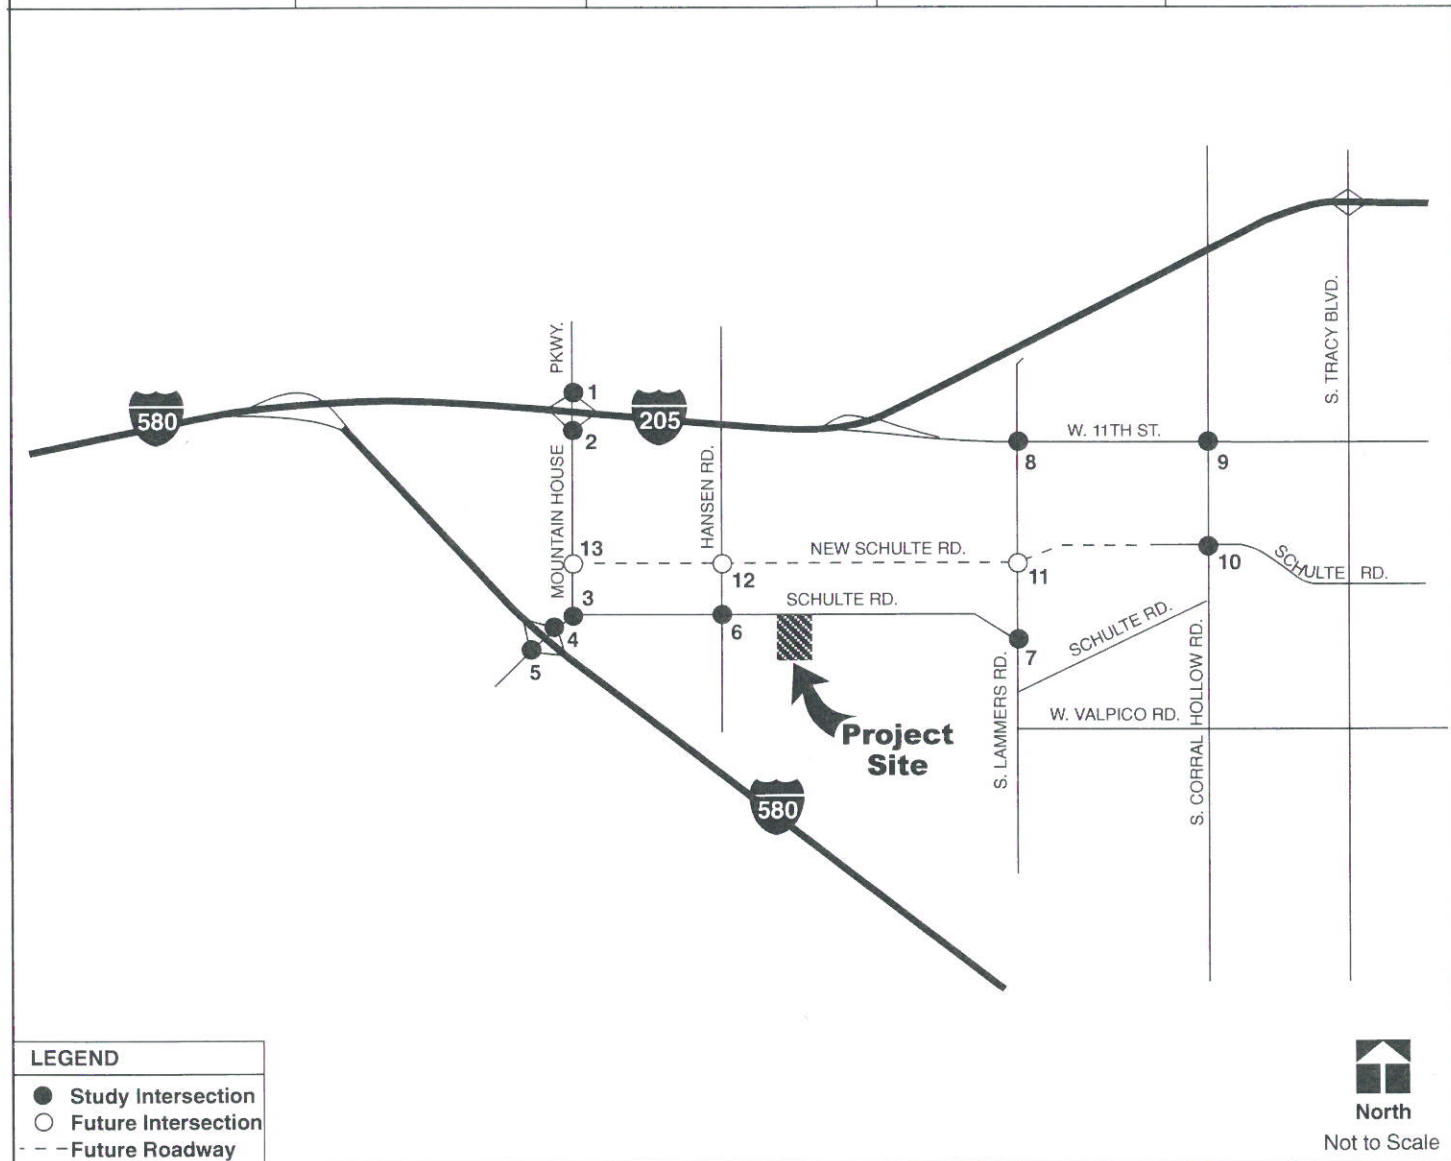 PKWY.
1
580
205
S. TRACY BLVD.
2
W. 11TH ST.
8
9
MOUNTAIN HOUSE
HANSEN RD.
13
NEW SCHULTE RD.
12
11
10
SCHULTE RD.
3
SCHULTE RD.
4
6
5
7
SCHULTE RD.
S. LAMMERS RD.
W. VALPICO RD.
S. CORRAL HOLLOW RD.
Project
Site
580
LEGEND
Study Intersection
Future Intersection
Future Roadway
North
Not to Scale